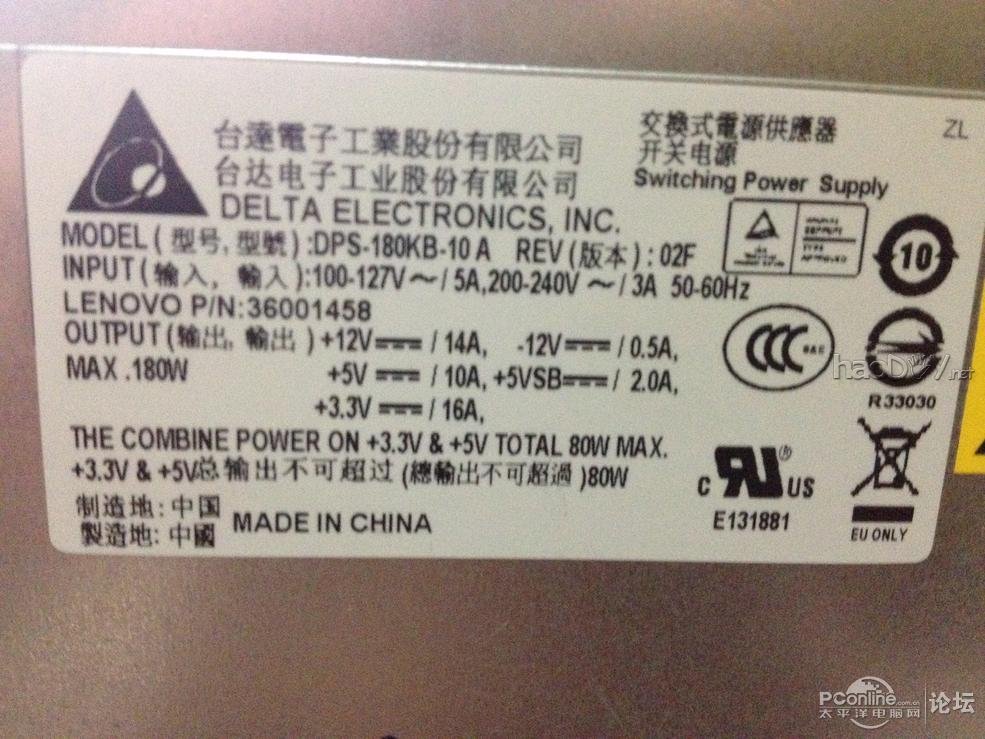 台達電子工業股份有限公司
台达电子工业股份有限公司
DELTA ELECTRONICS, INC.
交換式電源供應器
开关电源
Switching Power Supply
ZL
MODEL ( 型号, 型號 ) :DPS-180KB-10 A REV (版本) : 02F
INPUT (输入, 輸入 ) :100-127V ~ / 5A,200-240V ~ / 3A 50-60Hz
LENOVO P/N:36001458
OUTPUT (输出, 輸出 ) +12V / 14A, -12V / 0.5A,
MAX .180W +5V / 10A, +5VSB / 2.0A,
+3.3V / 16A,
THE COMBINE POWER ON +3.3V & +5V TOTAL 80W MAX.
+3.3V & +5V总输出不可超过 (總輸出不可超過 )80W
制造地: 中国
製造地: 中國
MADE IN CHINA
10
CCC S&E
R33030
c RU ® US
E131881
EU ONLY
PConline.com.cn
太平洋电脑网
论坛